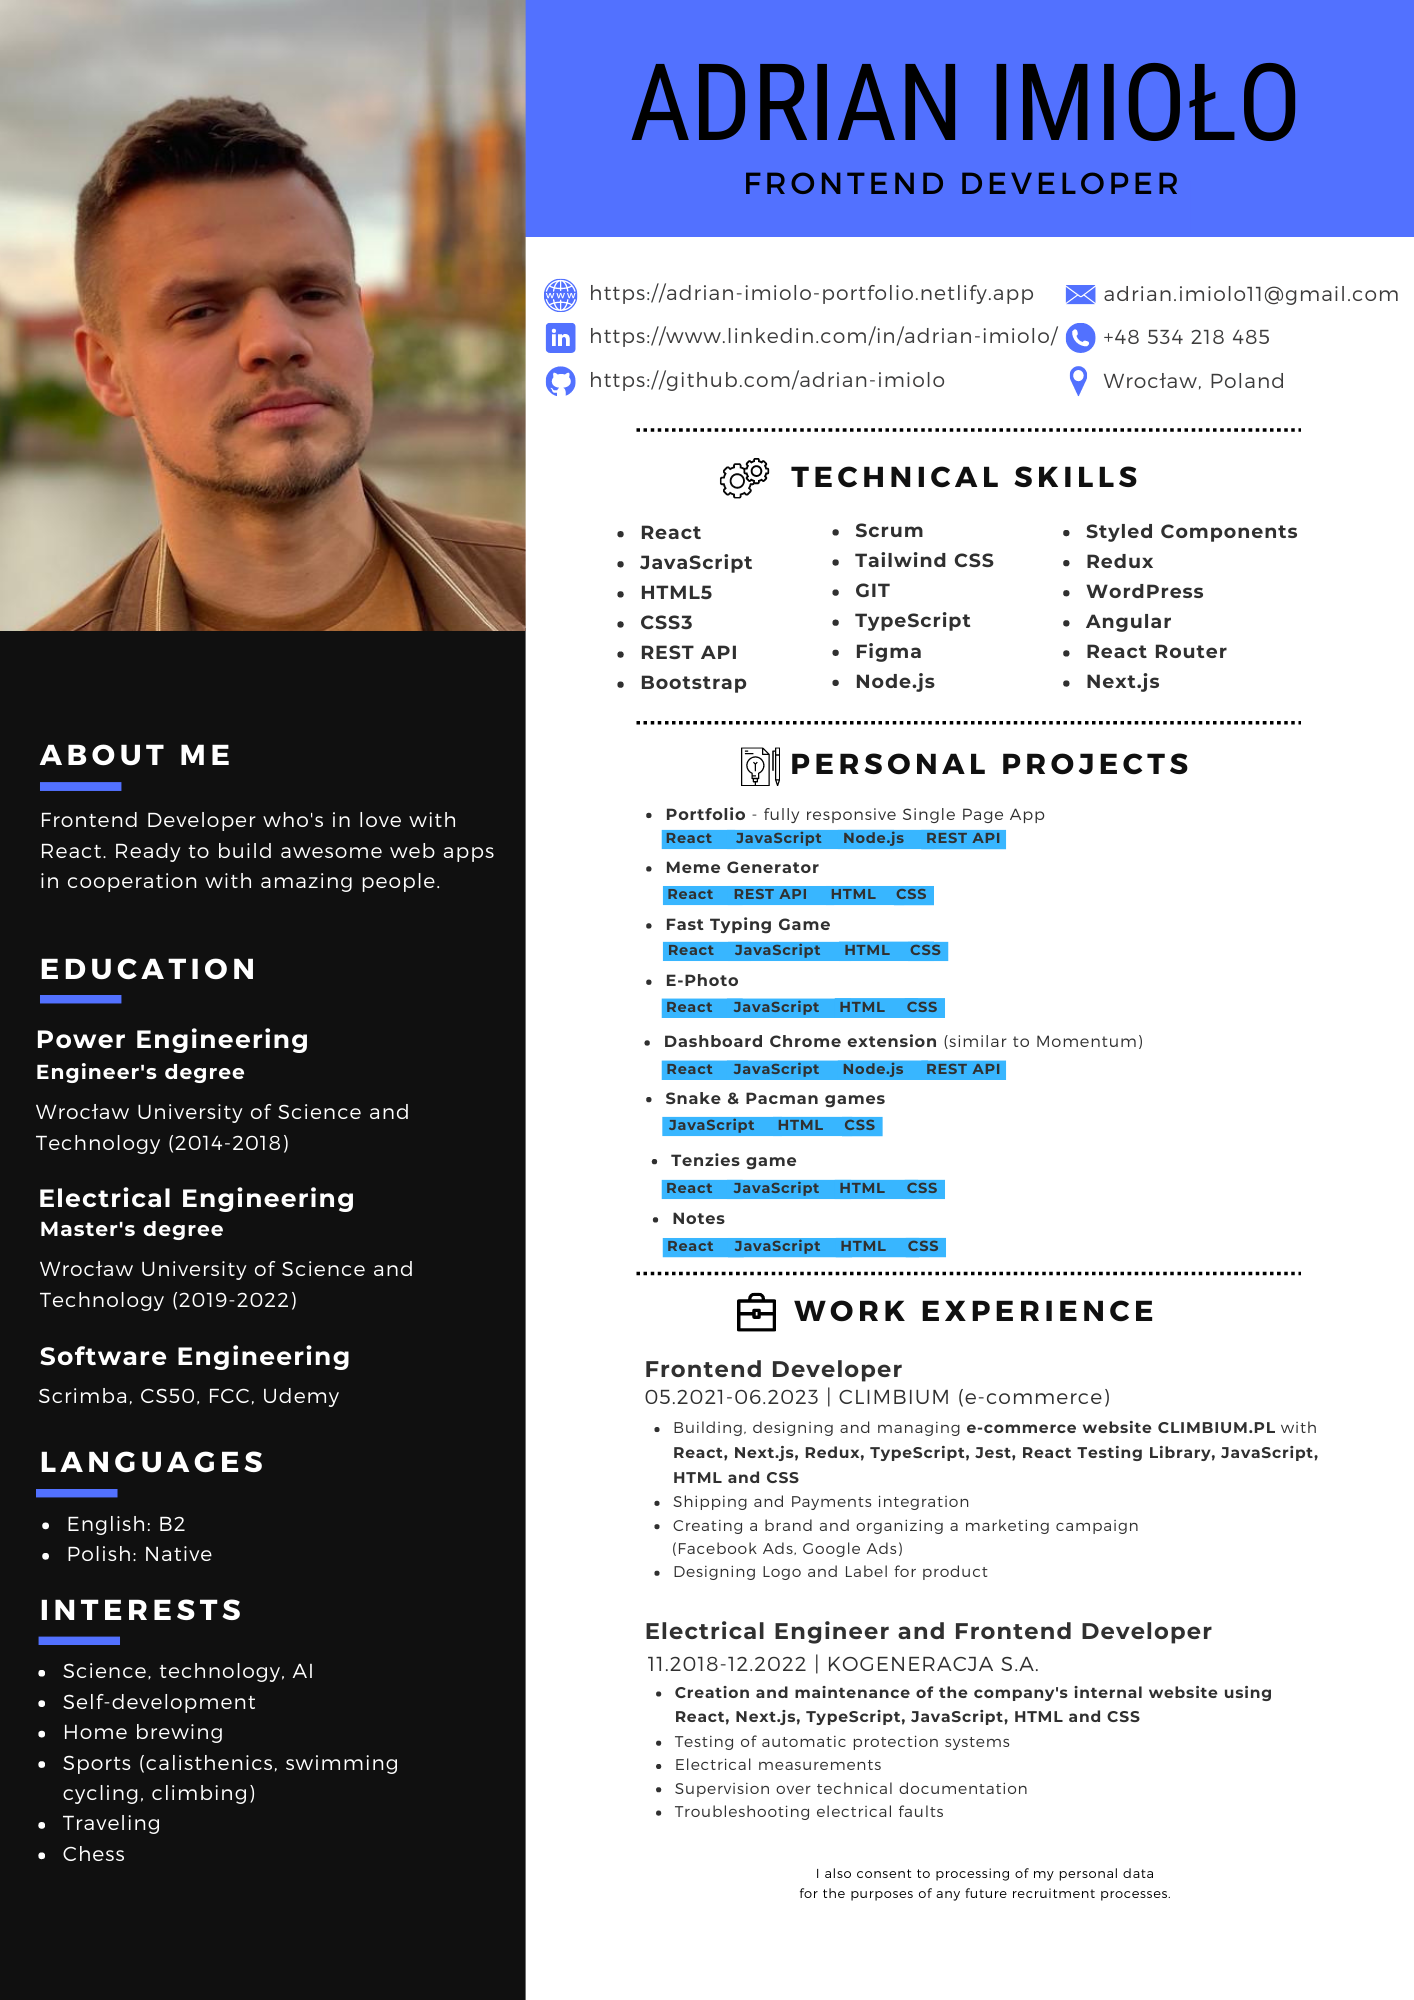 ADRIAN IMIOŁO
FRONTEND DEVELOPER
www
https://adrian-imiolo-portfolio.netlify.app
adrian.imiolo11@gmail.com
in
https://www.linkedin.com/in/adrian-imiolo/
+48 534 218 485
https://github.com/adrian-imiolo
Wrocław, Poland
TECHNICAL SKILLS
• React
• JavaScript
• HTML5
• CSS3
• REST API
• Bootstrap
• Scrum
• Tailwind CSS
• GIT
• TypeScript
• Figma
• Node.js
• Styled Components
• Redux
• WordPress
• Angular
• React Router
• Next.js
PERSONAL PROJECTS
• Portfolio - fully responsive Single Page App
React JavaScript Node.js REST API
• Meme Generator
React REST API HTML CSS
• Fast Typing Game
React JavaScript HTML CSS
• E-Photo
React JavaScript HTML CSS
• Dashboard Chrome extension (similar to Momentum)
React JavaScript Node.js REST API
• Snake & Pacman games
JavaScript HTML CSS
• Tenzies game
React JavaScript HTML CSS
• Notes
React JavaScript HTML CSS
WORK EXPERIENCE
Frontend Developer
05.2021-06.2023 | CLIMBIUM (e-commerce)
• Building, designing and managing e-commerce website CLIMBIUM.PL with
React, Next.js, Redux, TypeScript, Jest, React Testing Library, JavaScript,
HTML and CSS
• Shipping and Payments integration
• Creating a brand and organizing a marketing campaign
(Facebook Ads, Google Ads)
• Designing Logo and Label for product
Electrical Engineer and Frontend Developer
11.2018-12.2022 | KOGENERACJA S.A.
• Creation and maintenance of the company's internal website using
React, Next.js, TypeScript, JavaScript, HTML and CSS
• Testing of automatic protection systems
• Electrical measurements
• Supervision over technical documentation
• Troubleshooting electrical faults
I also consent to processing of my personal data
for the purposes of any future recruitment processes.
ABOUT ME
Frontend Developer who's in love with
React. Ready to build awesome web apps
in cooperation with amazing people.
EDUCATION
Power Engineering
Engineer's degree
Wrocław University of Science and
Technology (2014-2018)
Electrical Engineering
Master's degree
Wrocław University of Science and
Technology (2019-2022)
Software Engineering
Scrimba, CS50, FCC, Udemy
LANGUAGES
• English: B2
• Polish: Native
INTERESTS
• Science, technology, AI
• Self-development
• Home brewing
• Sports (calisthenics, swimming
cycling, climbing)
• Traveling
• Chess